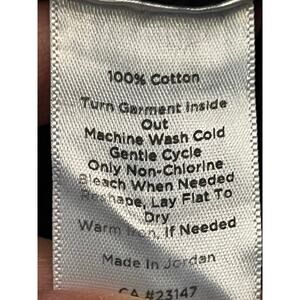 100% Cotton
Turn Garment Inside
Out
Machine Wash Cold
Gentle Cycle
Only Non-Chlorine
Bleach When Needed
Reshape, Lay Flat To
Dry
Warm Iron, If Needed
Made In Jordan
CA #23147